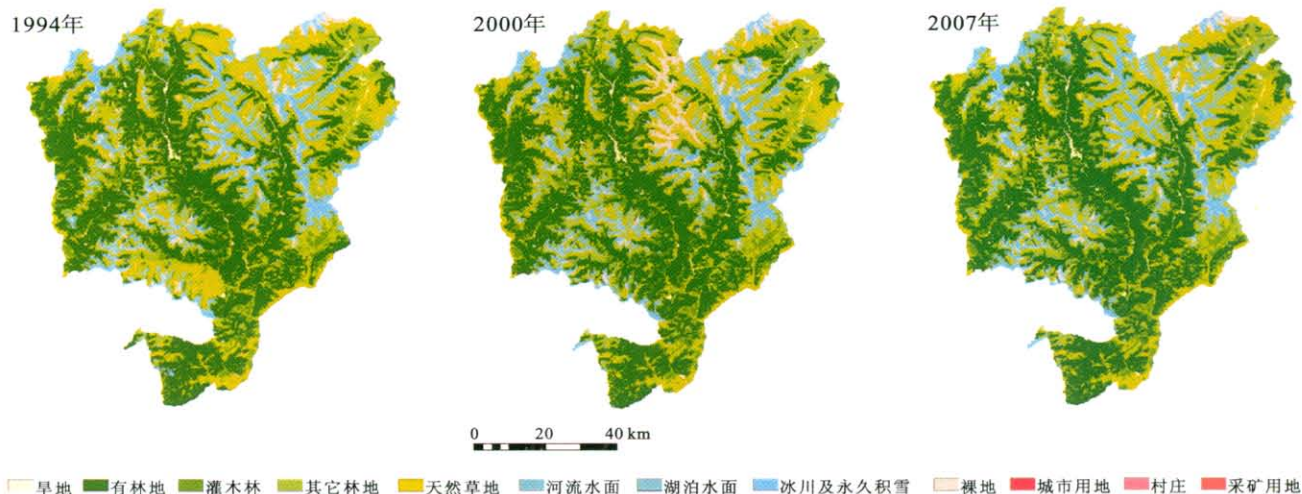 1994年
2000年
2007年
0 20 40 km
旱地 有林地 灌木林 其它林地 天然草地 河流水面 湖泊水面 冰川及永久积雪 裸地 城市用地 村庄 采矿用地